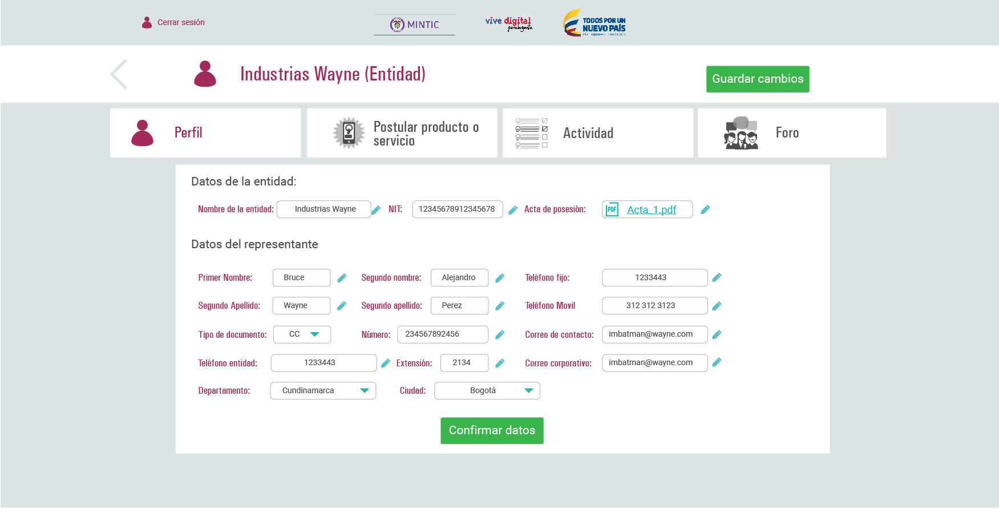 Cerrar sesión
MINTIC
vive digital
para la gente
TODOS POR UN
NUEVO PAÍS
PAZ EQUIDAD EDUCACIÓN
Industrias Wayne (Entidad)
Guardar cambios
Perfil
Postular producto o
servicio
Actividad
Foro
Datos de la entidad:
Nombre de la entidad: Industrias Wayne NIT: 12345678912345678 Acta de posesión: PDF Acta_1.pdf
Datos del representante
Primer Nombre: Bruce Segundo nombre: Alejandro Teléfono fijo: 1233443
Segundo Apellido: Wayne Segundo apellido: Perez Teléfono Movil 312 312 3123
Tipo de documento: CC Número: 234567892456 Correo de contacto: imbatman@wayne.com
Teléfono entidad: 1233443 Extensión: 2134 Correo corporativo: imbatman@wayne.com
Departamento: Cundinamarca Ciudad: Bogotá
Confirmar datos